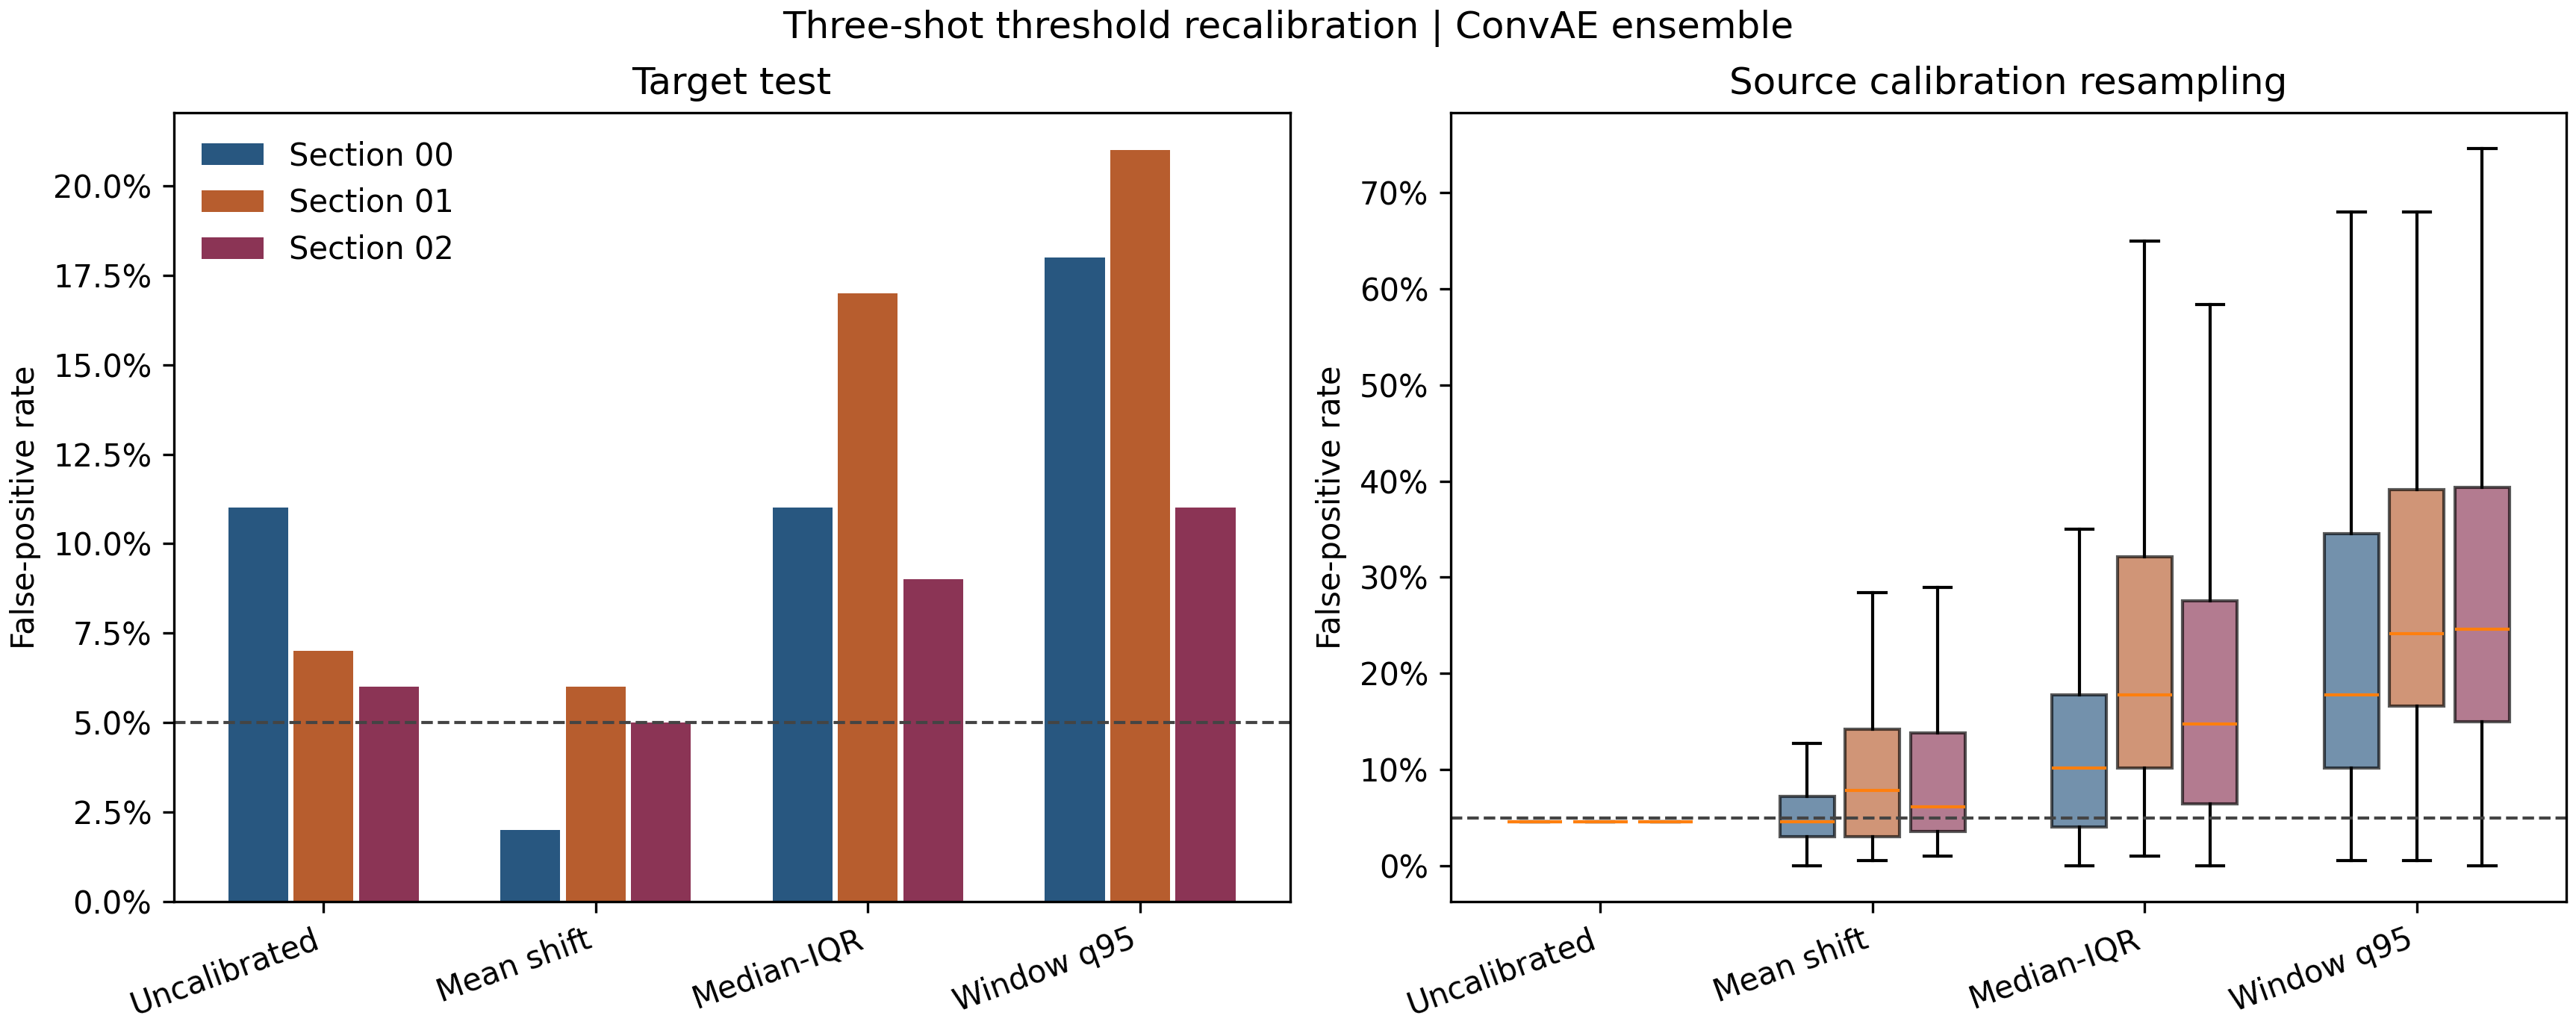 Three-shot threshold recalibration | ConvAE ensemble
Target test
False-positive rate
20.0%
17.5%
15.0%
12.5%
10.0%
7.5%
5.0%
2.5%
0.0%
Section 00
Section 01
Section 02
Uncalibrated
Mean shift
Median-IQR
Window q95
Source calibration resampling
False-positive rate
70%
60%
50%
40%
30%
20%
10%
0%
Uncalibrated
Mean shift
Median-IQR
Window q95